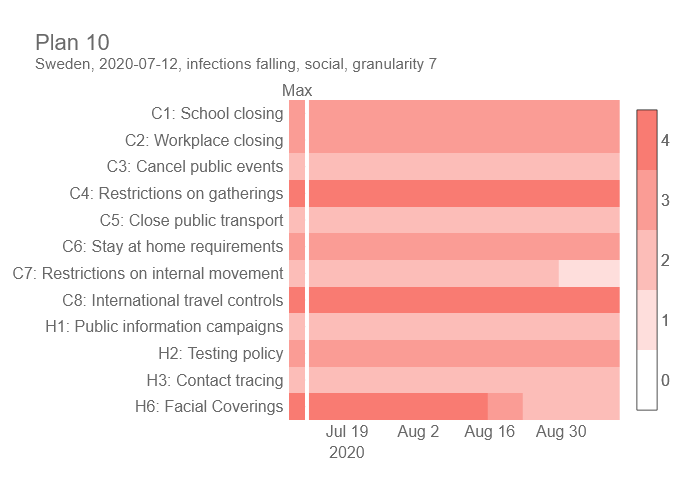 Plan 10
Sweden, 2020-07-12, infections falling, social, granularity 7
Max
C1: School closing
C2: Workplace closing
C3: Cancel public events
C4: Restrictions on gatherings
C5: Close public transport
C6: Stay at home requirements
C7: Restrictions on internal movement
C8: International travel controls
H1: Public information campaigns
H2: Testing policy
H3: Contact tracing
H6: Facial Coverings
Jul 19 Aug 2 Aug 16 Aug 30
2020
4
3
2
1
0